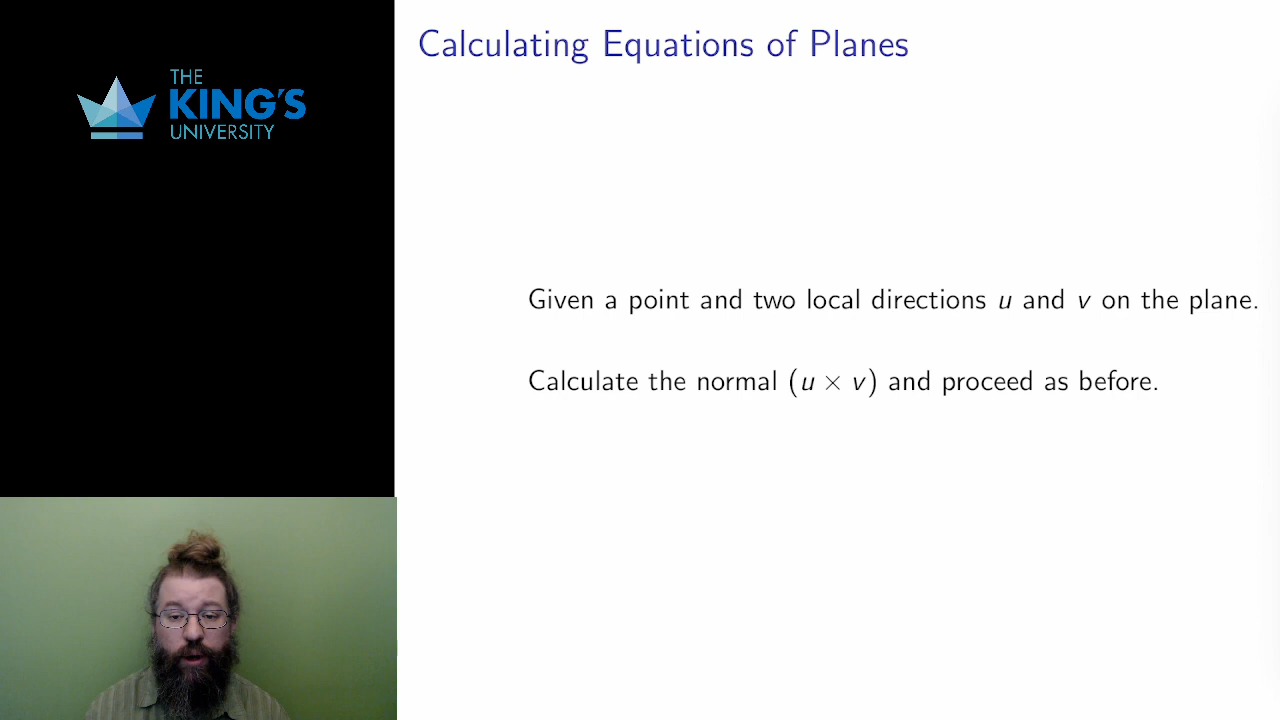 THE
KING'S
UNIVERSITY
Calculating Equations of Planes
Given a point and two local directions u and v on the plane.
Calculate the normal (u × v) and proceed as before.